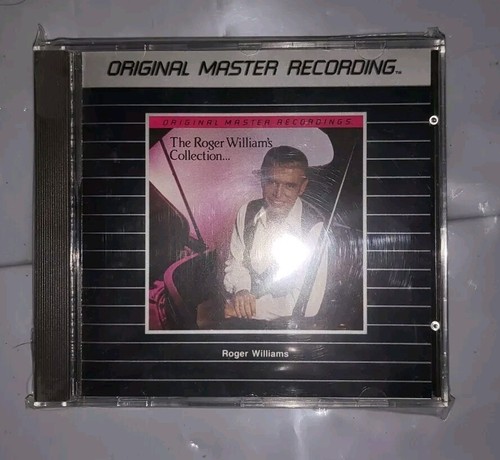 ORIGINAL MASTER RECORDING™
ORIGINAL MASTER RECORDINGS
The Roger William's
Collection...
Roger Williams